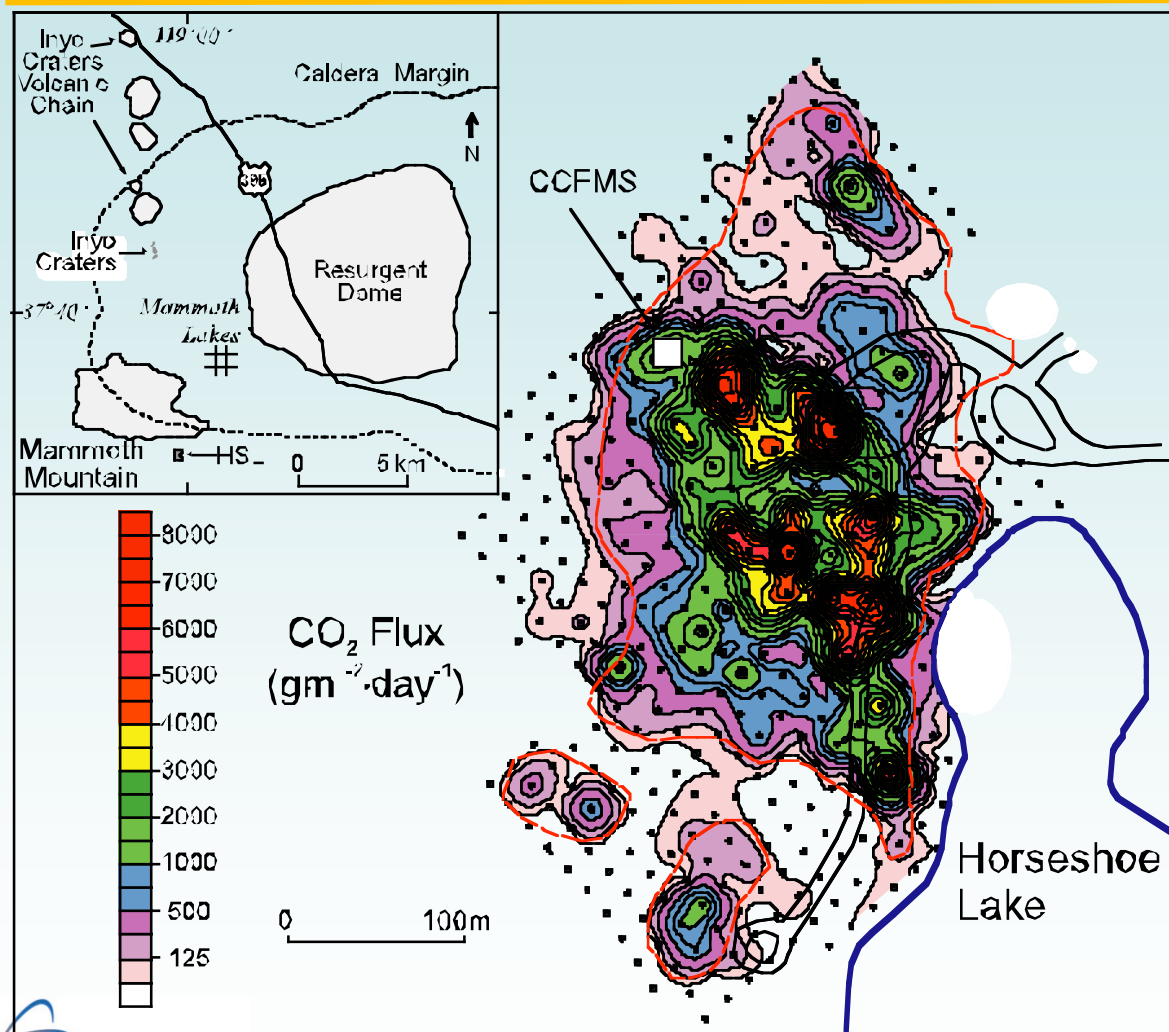 Inyo
Craters
Volcan c
Chain
119°00'
Caldera Margin
N
395
Inyo
Craters
Resurgent
Dome
37°40'
Mammoth
Lakes
Mammoth
Mountain
HS_
0 5 km
CCFMS
8000
7000
6000
5000
4000
3000
2000
1000
500
125
CO₂ Flux
(gm⁻²·day⁻¹)
0 100m
Horseshoe
Lake